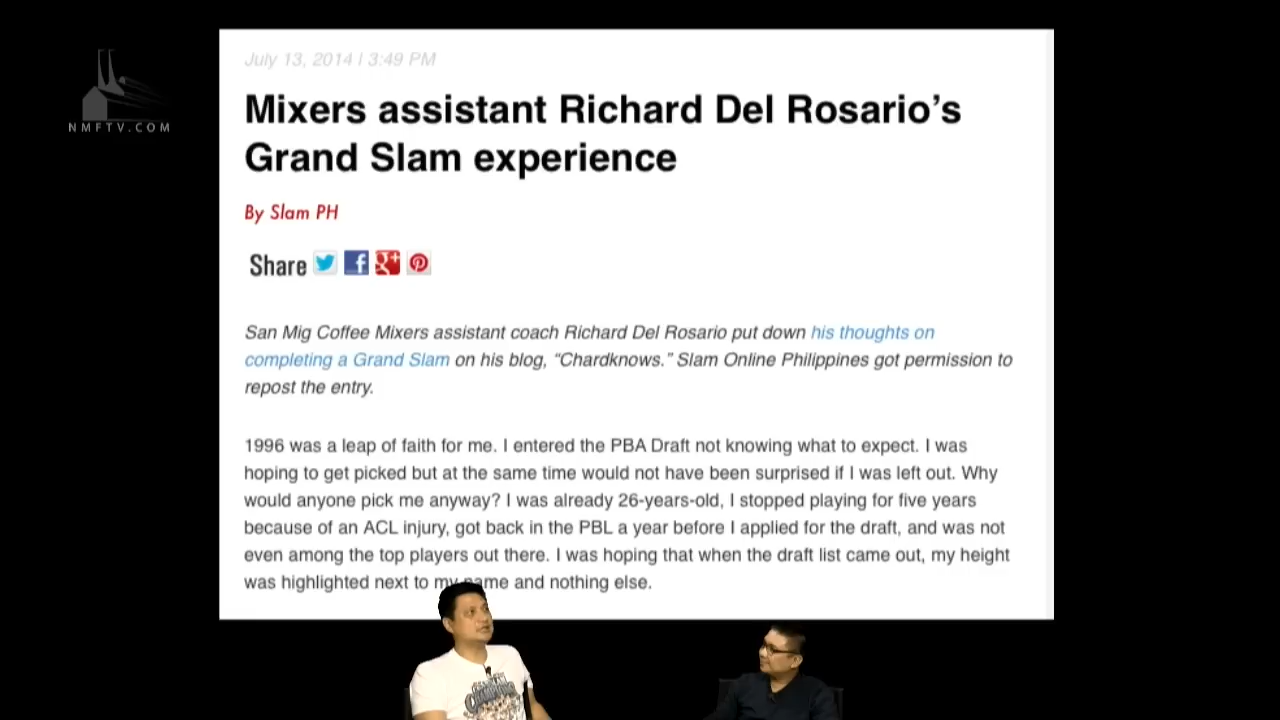 July 13, 2014 | 3:49 PM
NMFTV.COM
Mixers assistant Richard Del Rosario’s
Grand Slam experience
By Slam PH
Share
San Mig Coffee Mixers assistant coach Richard Del Rosario put down his thoughts on
completing a Grand Slam on his blog, “Chardknows.” Slam Online Philippines got permission to
repost the entry.
1996 was a leap of faith for me. I entered the PBA Draft not knowing what to expect. I was
hoping to get picked but at the same time would not have been surprised if I was left out. Why
would anyone pick me anyway? I was already 26-years-old, I stopped playing for five years
because of an ACL injury, got back in the PBL a year before I applied for the draft, and was not
even among the top players out there. I was hoping that when the draft list came out, my height
was highlighted next to my name and nothing else.